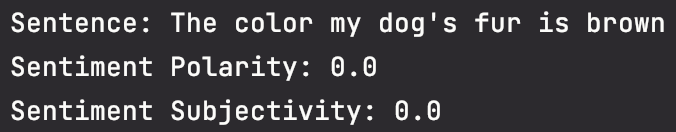 Sentence: The color my dog's fur is brown
Sentiment Polarity: 0.0
Sentiment Subjectivity: 0.0